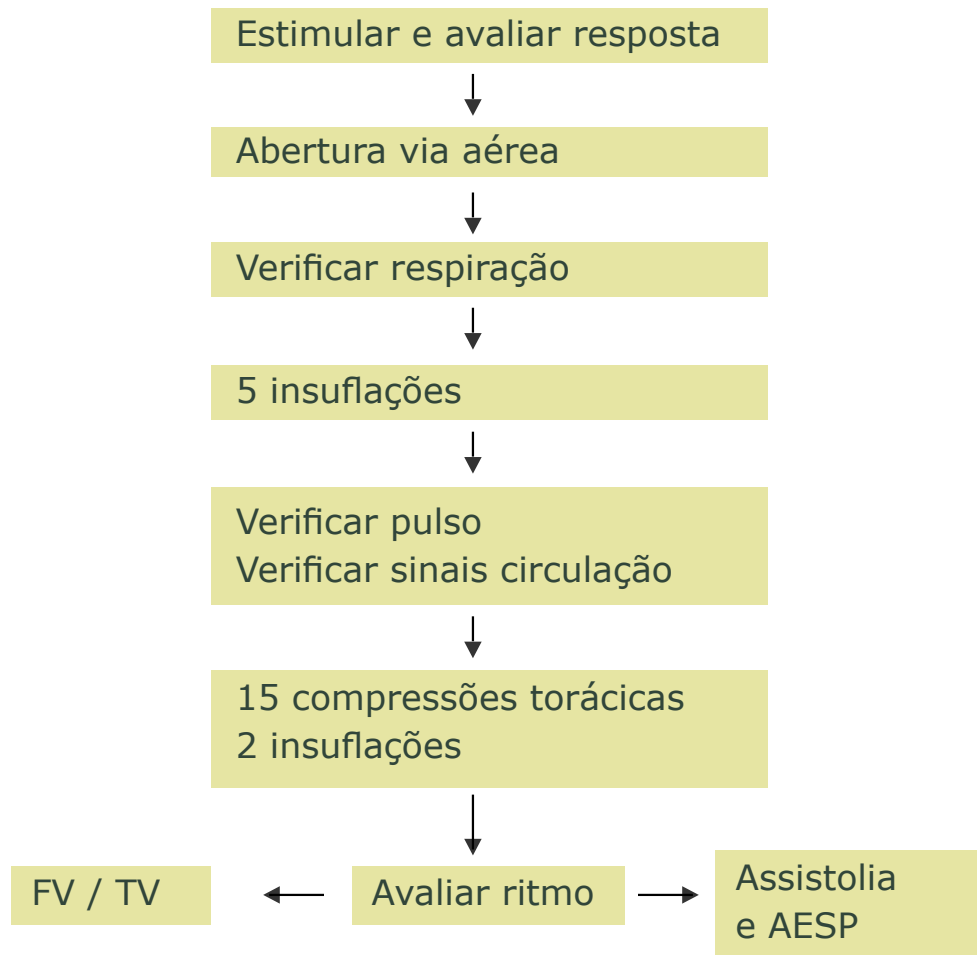 Estimular e avaliar resposta
Abertura via aérea
Verificar respiração
5 insuflações
Verificar pulso
Verificar sinais circulação
15 compressões torácicas
2 insuflações
FV / TV
Avaliar ritmo
Assistolia
e AESP